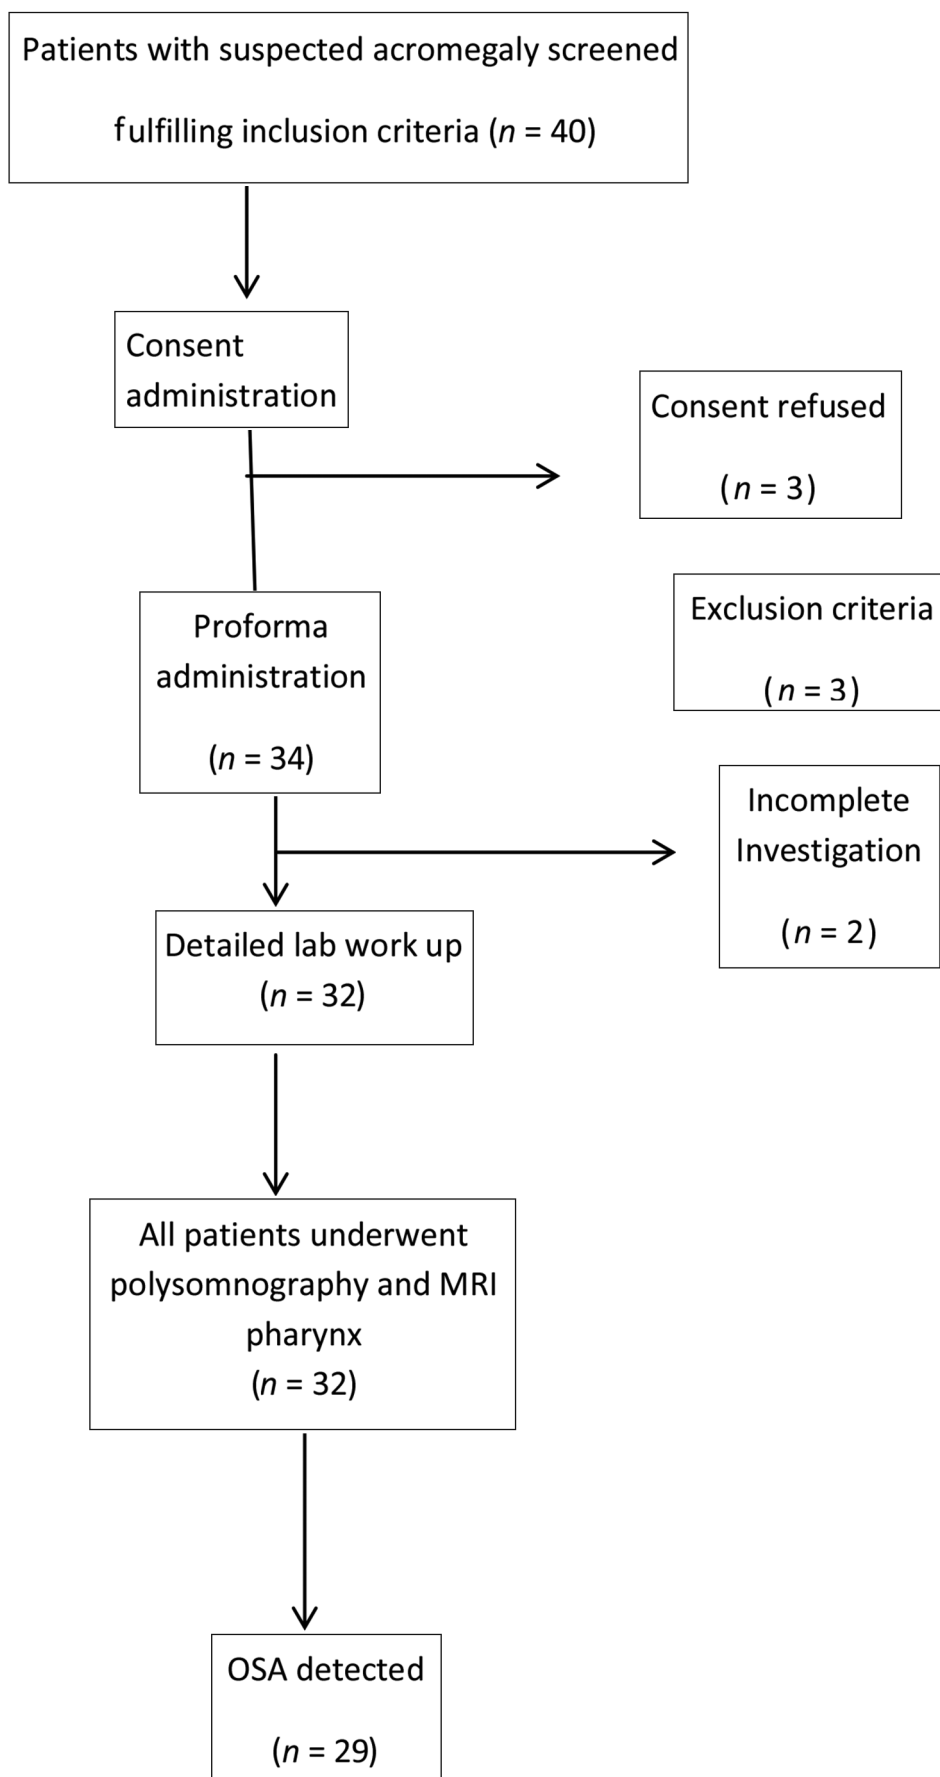 Patients with suspected acromegaly screened
fulfilling inclusion criteria (n = 40)
Consent
administration
Consent refused
(n = 3)
Exclusion criteria
(n = 3)
Proforma
administration
(n = 34)
Incomplete
Investigation
(n = 2)
Detailed lab work up
(n = 32)
All patients underwent
polysomnography and MRI
pharynx
(n = 32)
OSA detected
(n = 29)